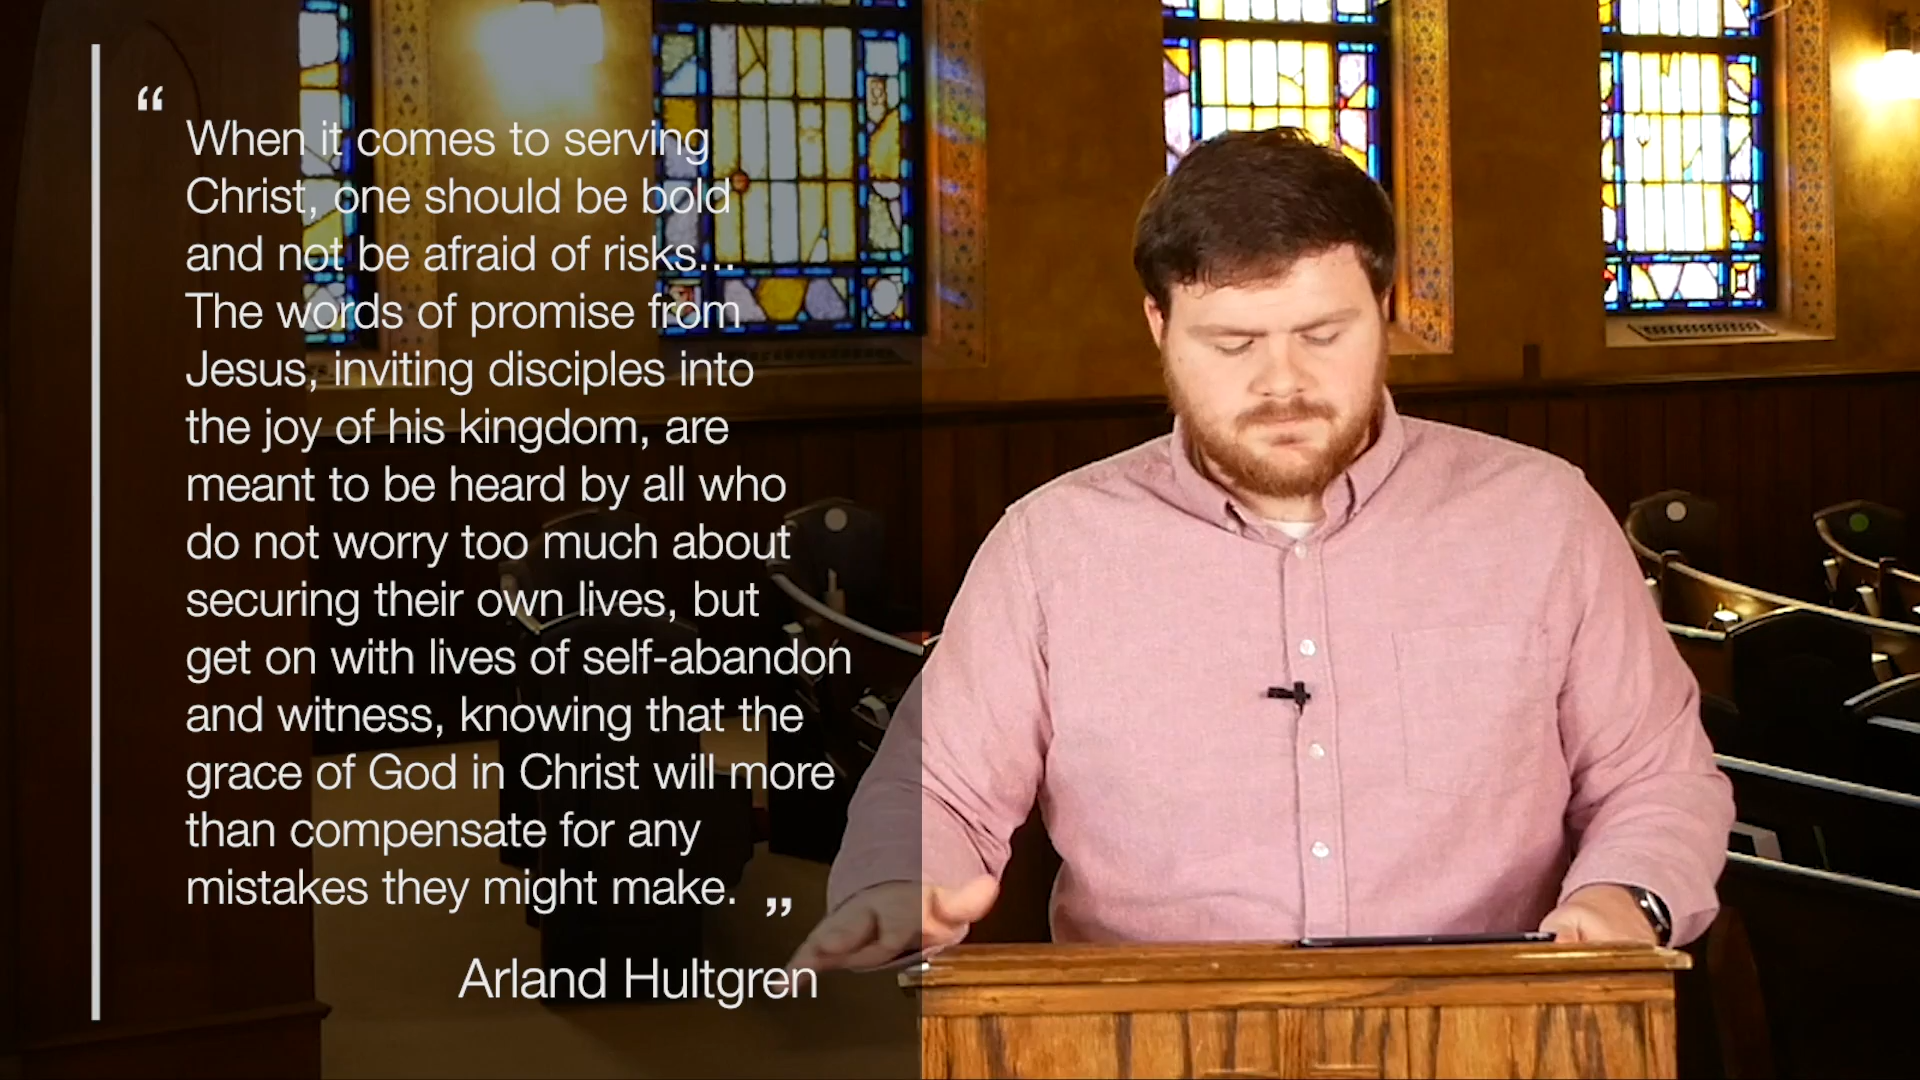 “
When it comes to serving
Christ, one should be bold
and not be afraid of risks...
The words of promise from
Jesus, inviting disciples into
the joy of his kingdom, are
meant to be heard by all who
do not worry too much about
securing their own lives, but
get on with lives of self-abandon
and witness, knowing that the
grace of God in Christ will more
than compensate for any
mistakes they might make. ”
Arland Hultgren